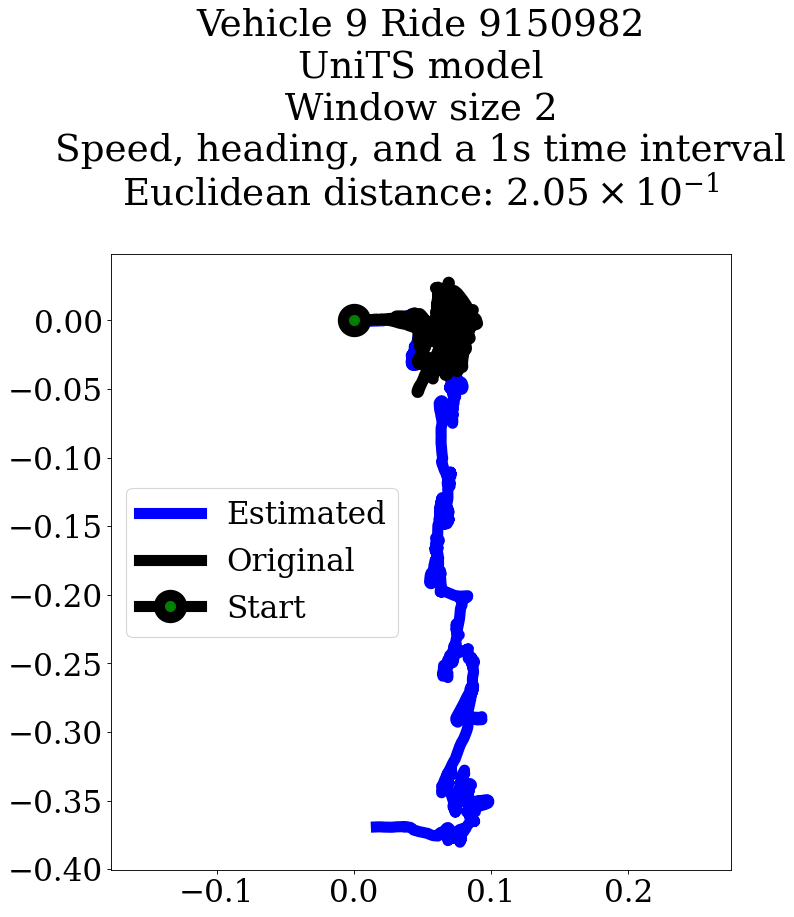 Vehicle 9 Ride 9150982
UniTS model
Window size 2
Speed, heading, and a 1s time interval
Euclidean distance: 2.05 × 10⁻¹
0.00
−0.05
−0.10
−0.15
−0.20
−0.25
−0.30
−0.35
−0.40
Estimated
Original
Start
−0.1
0.0
0.1
0.2